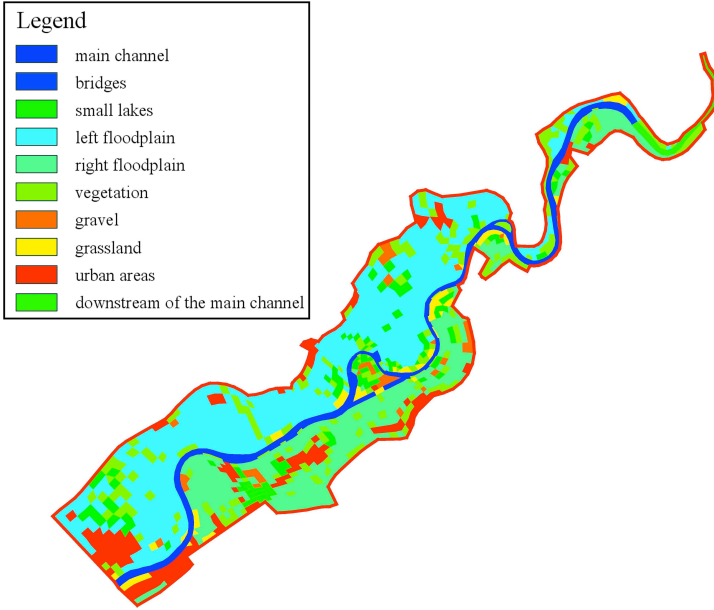 Legend
main channel
bridges
small lakes
left floodplain
right floodplain
vegetation
gravel
grassland
urban areas
downstream of the main channel